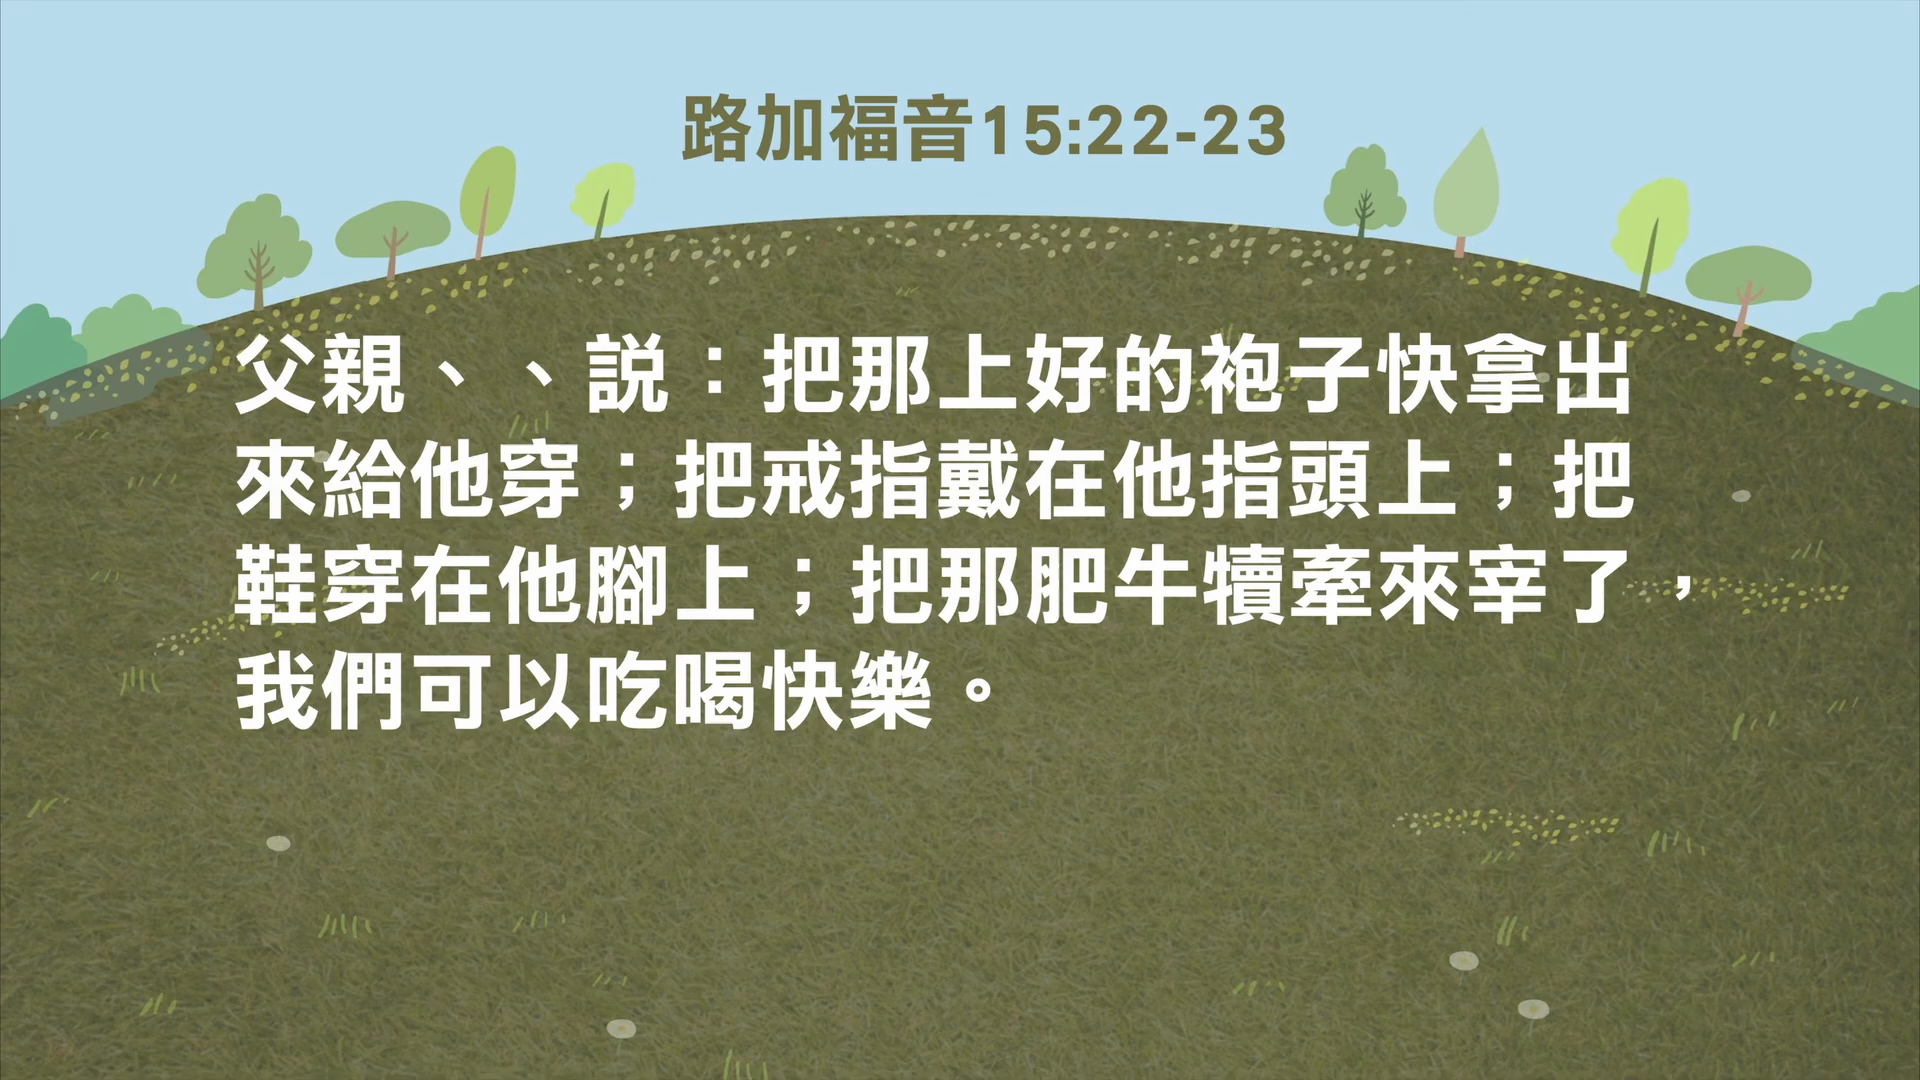 路加福音15:22-23
父親、、説：把那上好的袍子快拿出
來給他穿；把戒指戴在他指頭上；把
鞋穿在他腳上；把那肥牛犢牽來宰了，
我們可以吃喝快樂。